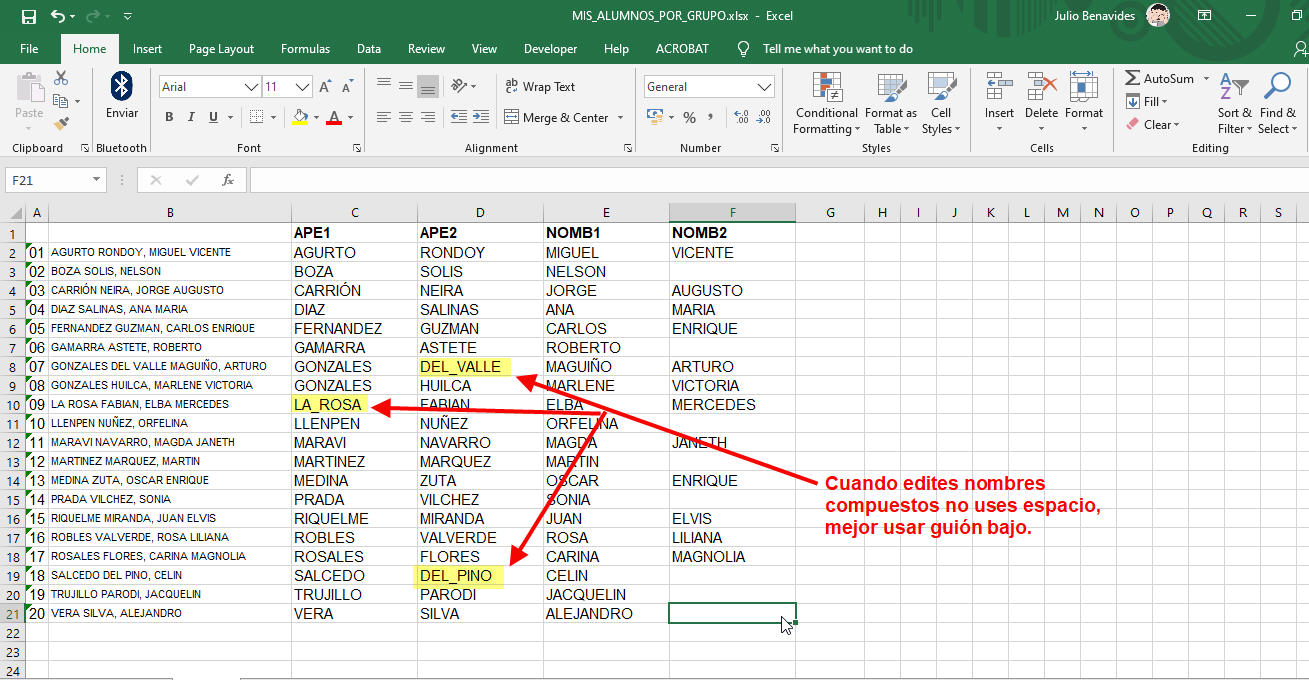 MIS_ALUMNOS_POR_GRUPO.xlsx - Excel
Julio Benavides
File Home Insert Page Layout Formulas Data Review View Developer Help ACROBAT Tell me what you want to do
Paste
Clipboard
Enviar
Bluetooth
Arial 11 A A
B I U A
Font
ab Wrap Text
Merge & Center
Alignment
General
% , .00 .00
Number
Conditional Formatting
Format as Table
Cell Styles
Styles
Insert Delete Format
Cells
AutoSum
Fill
Clear
Sort & Filter
Find & Select
Editing
F21 fx
A B C D E F G H I J K L M N O P Q R S
1 APE1 APE2 NOMB1 NOMB2
2 01 AGURTO RONDOY, MIGUEL VICENTE AGURTO RONDOY MIGUEL VICENTE
3 02 BOZA SOLIS, NELSON BOZA SOLIS NELSON
4 03 CARRIÓN NEIRA, JORGE AUGUSTO CARRIÓN NEIRA JORGE AUGUSTO
5 04 DIAZ SALINAS, ANA MARIA DIAZ SALINAS ANA MARIA
6 05 FERNANDEZ GUZMAN, CARLOS ENRIQUE FERNANDEZ GUZMAN CARLOS ENRIQUE
7 06 GAMARRA ASTETE, ROBERTO GAMARRA ASTETE ROBERTO
8 07 GONZALES DEL VALLE MAGUIÑO, ARTURO GONZALES DEL_VALLE MAGUIÑO ARTURO
9 08 GONZALES HUILCA, MARLENE VICTORIA GONZALES HUILCA MARLENE VICTORIA
10 09 LA ROSA FABIAN, ELBA MERCEDES LA_ROSA FABIAN ELBA MERCEDES
11 10 LLENPEN NUÑEZ, ORFELINA LLENPEN NUÑEZ ORFELINA
12 11 MARAVI NAVARRO, MAGDA JANETH MARAVI NAVARRO MAGDA JANETH
13 12 MARTINEZ MARQUEZ, MARTIN MARTINEZ MARQUEZ MARTIN
14 13 MEDINA ZUTA, OSCAR ENRIQUE MEDINA ZUTA OSCAR ENRIQUE
15 14 PRADA VILCHEZ, SONIA PRADA VILCHEZ SONIA
16 15 RIQUELME MIRANDA, JUAN ELVIS RIQUELME MIRANDA JUAN ELVIS
17 16 ROBLES VALVERDE, ROSA LILIANA ROBLES VALVERDE ROSA LILIANA
18 17 ROSALES FLORES, CARINA MAGNOLIA ROSALES FLORES CARINA MAGNOLIA
19 18 SALCEDO DEL PINO, CELIN SALCEDO DEL_PINO CELIN
20 19 TRUJILLO PARODI, JACQUELIN TRUJILLO PARODI JACQUELIN
21 20 VERA SILVA, ALEJANDRO VERA SILVA ALEJANDRO
22
23
24
Cuando edites nombres
compuestos no uses espacio,
mejor usar guión bajo.